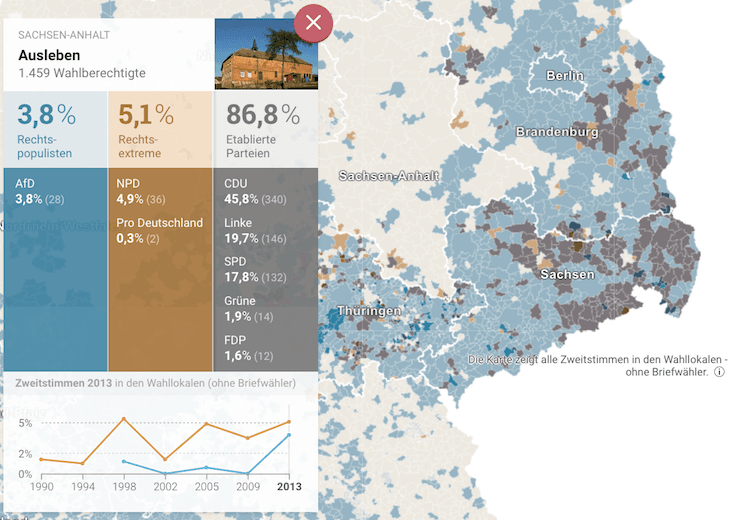 SACHSEN-ANHALT
Ausleben
1.459 Wahlberechtigte
3,8%
Rechts-
populisten
5,1%
Rechts-
extreme
86,8%
Etablierte
Parteien
AfD
3,8% (28)
NPD
4,9% (36)
Pro Deutschland
0,3% (2)
CDU
45,8% (340)
Linke
19,7% (146)
SPD
17,8% (132)
Grüne
1,9% (14)
FDP
1,6% (12)
Zweitstimmen 2013 in den Wahllokalen (ohne Briefwähler)
5%
2%
0%
1990 1994 1998 2002 2005 2009 2013
Berlin
Brandenburg
Sachsen-Anhalt
Sachsen
Thüringen
Die Karte zeigt alle Zweitstimmen in den Wahllokalen -
ohne Briefwähler.